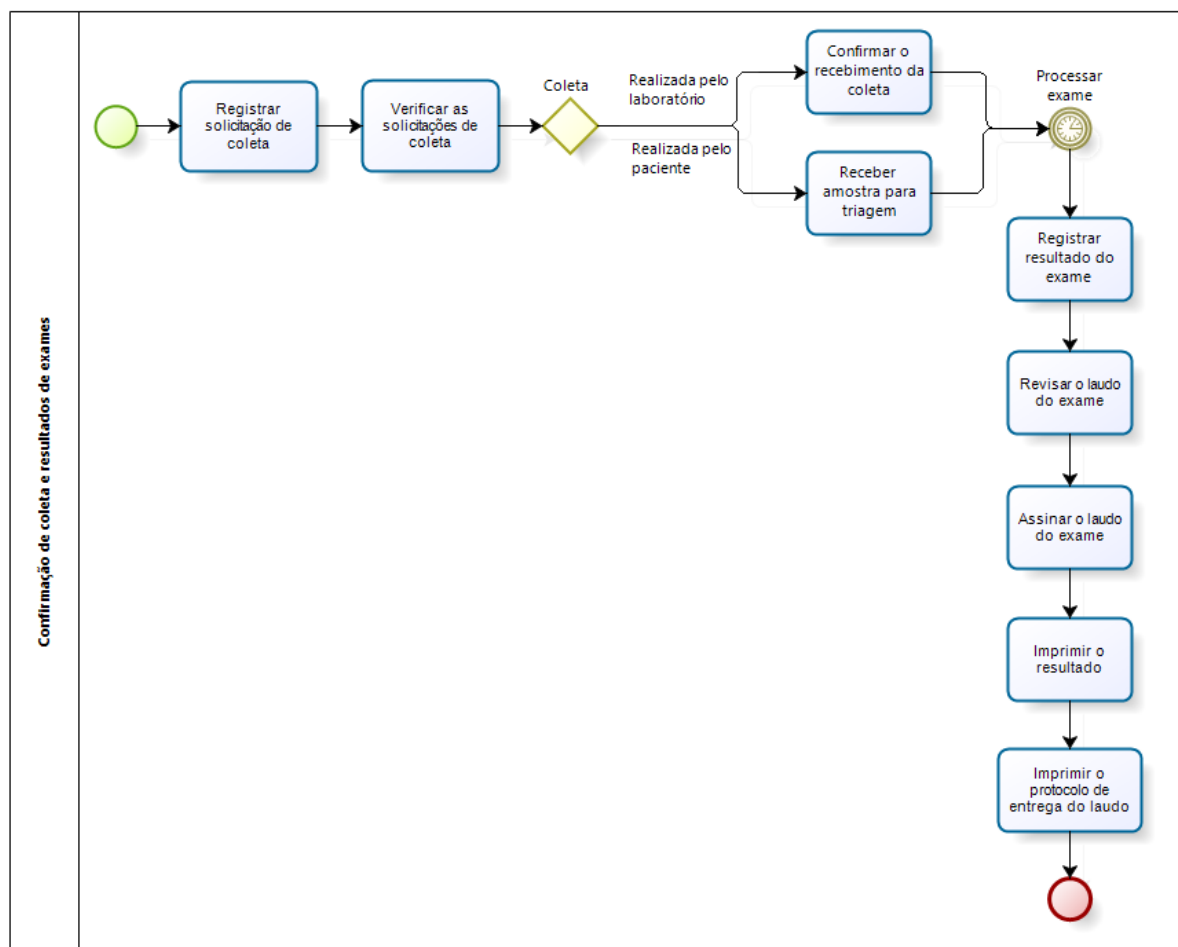 Confirmação de coleta e resultados de exames
Registrar
solicitação de
coleta
Verificar as
solicitações de
coleta
Coleta
Realizada pelo
laboratório
Realizada pelo
paciente
Confirmar o
recebimento da
coleta
Receber
amostra para
triagem
Processar
exame
Registrar
resultado do
exame
Revisar o laudo
do exame
Assinar o laudo
do exame
Imprimir o
resultado
Imprimir o
protocolo de
entrega do laudo